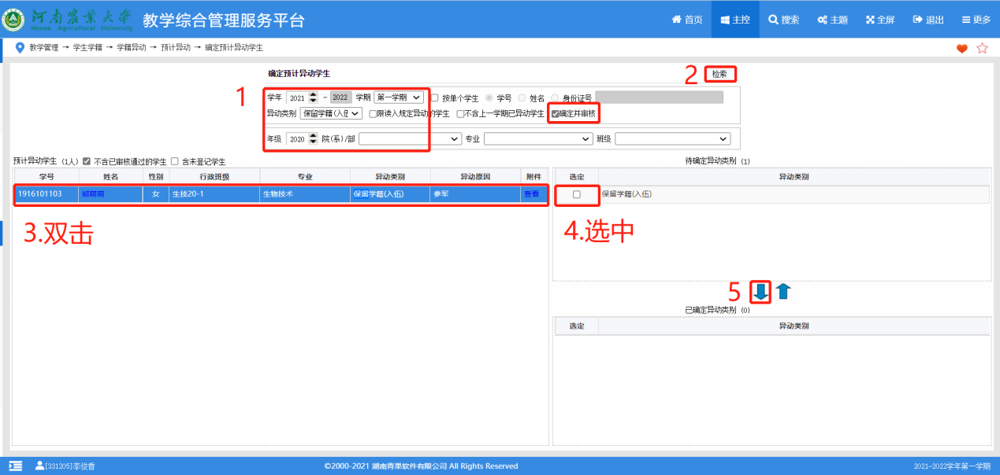 河南农业大学 教学综合管理服务平台 首页 主控 搜索 主题 全屏 退出 更多
Henan Agricultural University
教学管理 → 学生学籍 → 学籍异动 → 预计异动 → 确定预计异动学生
确定预计异动学生 2 检索
1 学年 2021 - 2022 学期 第一学期 按单个学生 学号 姓名 身份证号
异动类别 保留学籍(入伍 限读入规定异动的学生 不含上一学期已异动学生 确定并审核
年级 2020 院(系)/部 专业 班级
预计异动学生 (1人) 不含已审核通过的学生 含未登记学生 待确定异动类别 (1)
学号 姓名 性别 行政班级 专业 异动类别 异动原因 附件 选定 异动类别
1916101103 熊萌萌 女 生技20-1 生物技术 保留学籍(入伍) 参军 查看 保留学籍(入伍)
3.双击 4.选中
5
已确定异动类别 (0)
选定 异动类别
[331205]李俊香 ©2000-2021 湖南青果软件有限公司 All Rights Reserved 2021-2022学年第一学期